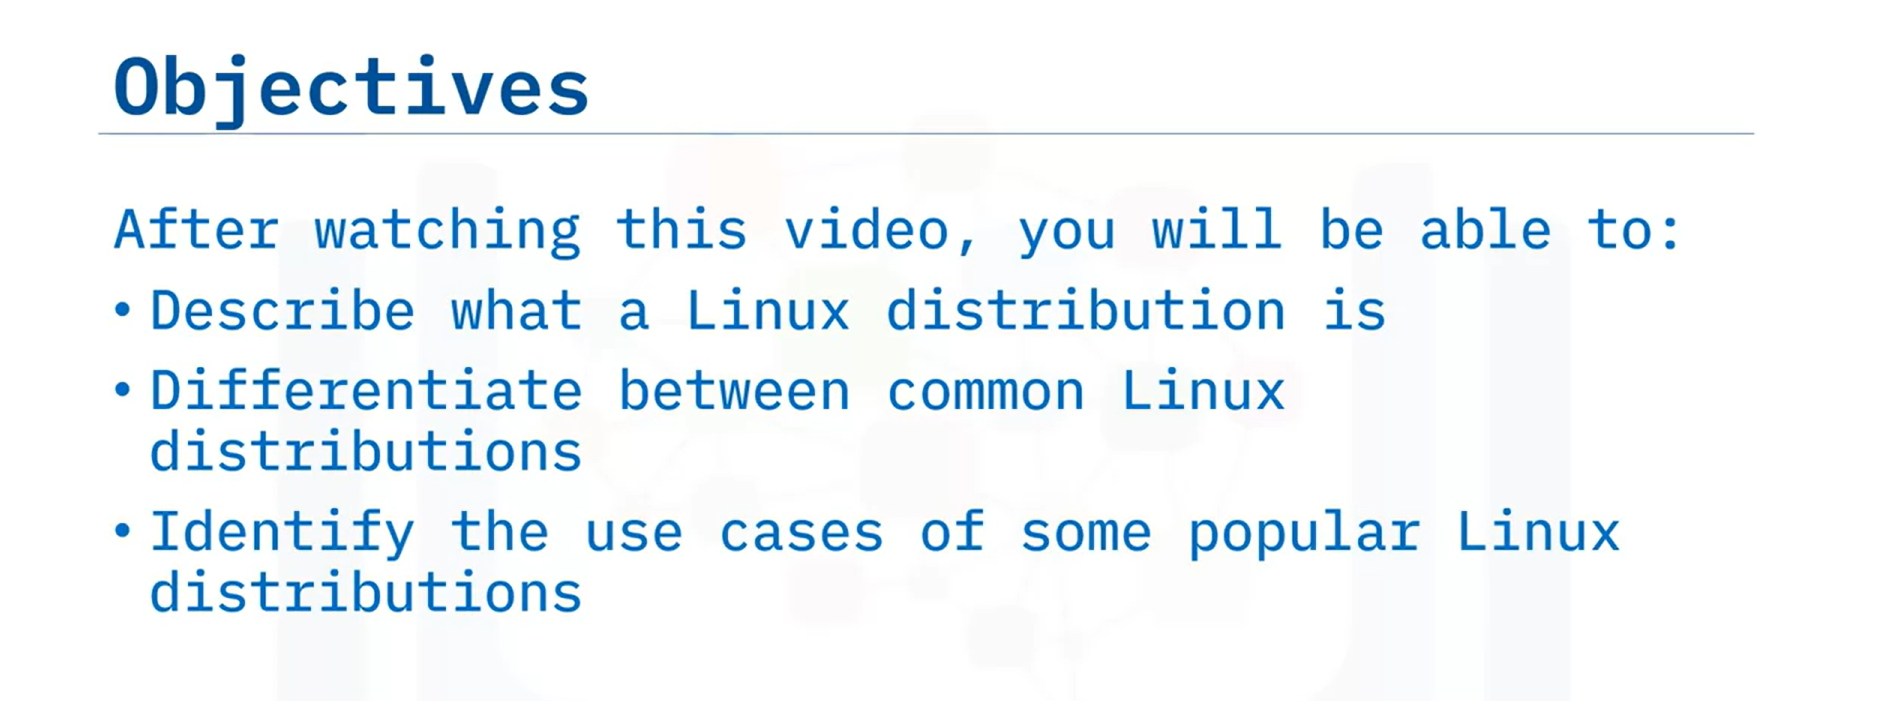 Objectives
After watching this video, you will be able to:
• Describe what a Linux distribution is
• Differentiate between common Linux
distributions
• Identify the use cases of some popular Linux
distributions